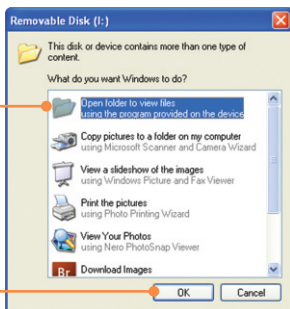 Removable Disk (I:)
This disk or device contains more than one type of
content.
What do you want Windows to do?
Open folder to view files
using the program provided on the device
Copy pictures to a folder on my computer
using Microsoft Scanner and Camera Wizard
View a slideshow of the images
using Windows Picture and Fax Viewer
Print the pictures
using Photo Printing Wizard
View Your Photos
using Nero PhotoSnap Viewer
Br Download Images
OK Cancel